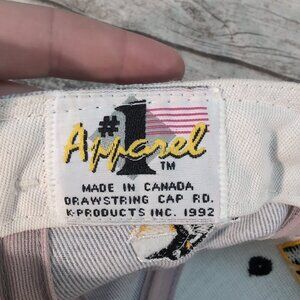 #1
Apparel TM
MADE IN CANADA
DRAWSTRING CAP RD.
K-PRODUCTS INC. 1992